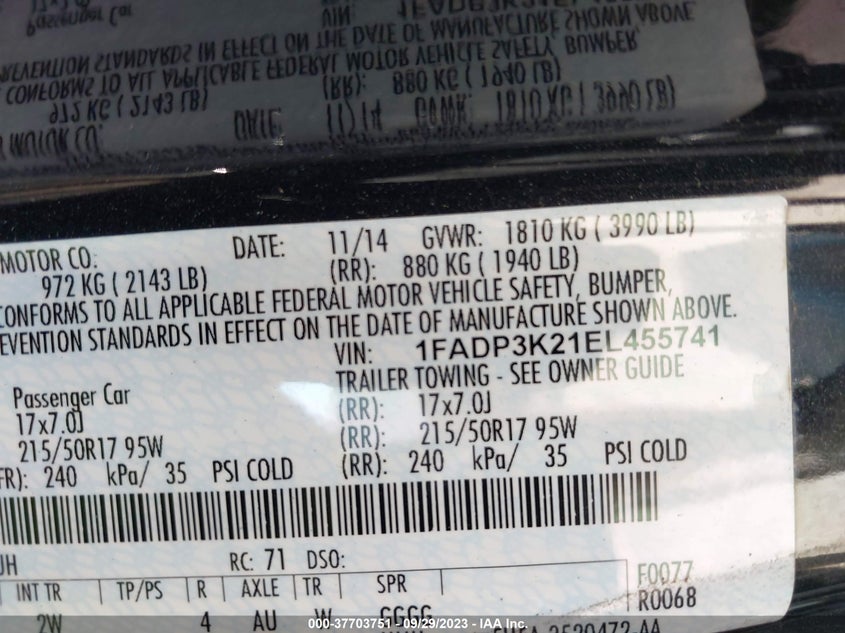 MOTOR CO. DATE: 11/14 GVWR: 1810 KG ( 3990 LB)
972 KG ( 2143 LB) (RR): 880 KG ( 1940 LB)
CONFORMS TO ALL APPLICABLE FEDERAL MOTOR VEHICLE SAFETY, BUMPER,
EVENTION STANDARDS IN EFFECT ON THE DATE OF MANUFACTURE SHOWN ABOVE.
VIN: 1FADP3K21EL455741
Passenger Car TRAILER TOWING - SEE OWNER GUIDE
17x7.0J (RR): 17x7.0J
215/50R17 95W (RR): 215/50R17 95W
FR): 240 kPa/ 35 PSI COLD (RR): 240 kPa/ 35 PSI COLD
UH RC: 71 DSO: F0077
INT TR TP/PS R AXLE TR SPR R0068
2W 4 AU W GGGG
000-37703751 - 09/29/2023 - IAA Inc.